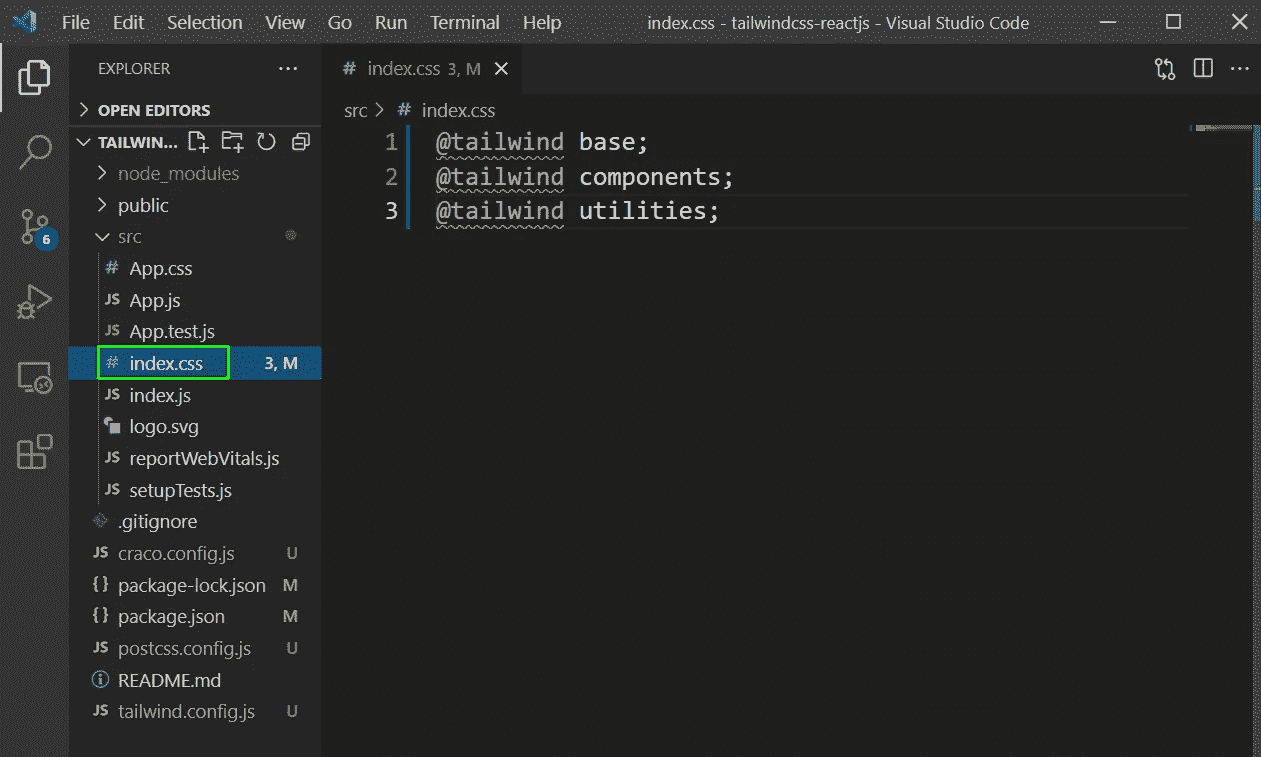 File Edit Selection View Go Run Terminal Help index.css - tailwindcss-reactjs - Visual Studio Code
EXPLORER ...
# index.css 3, M
OPEN EDITORS
src > # index.css
TAILWIN...
node_modules
public
src
# App.css
JS App.js
JS App.test.js
# index.css 3, M
JS index.js
logo.svg
JS reportWebVitals.js
JS setupTests.js
.gitignore
JS craco.config.js U
{} package-lock.json M
{} package.json M
JS postcss.config.js U
README.md
JS tailwind.config.js U
6
1 @tailwind base;
2 @tailwind components;
3 @tailwind utilities;